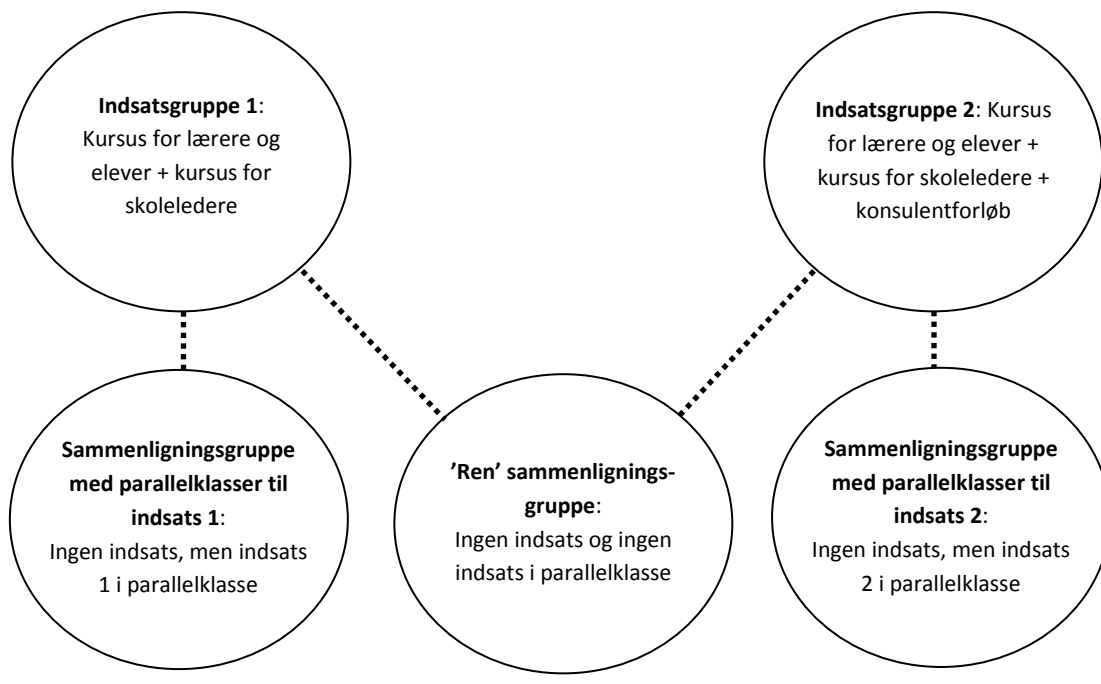 Indsatsgruppe 1:
Kursus for lærere og
elever + kursus for
skoleledere
Indsatsgruppe 2: Kursus
for lærere og elever +
kursus for skoleledere +
konsulentforløb
Sammenligningsgruppe
med parallelklasser til
indsats 1:
Ingen indsats, men indsats
1 i parallelklasse
’Ren’ sammenlignings-
gruppe:
Ingen indsats og ingen
indsats i parallelklasse
Sammenligningsgruppe
med parallelklasser til
indsats 2:
Ingen indsats, men indsats
2 i parallelklasse